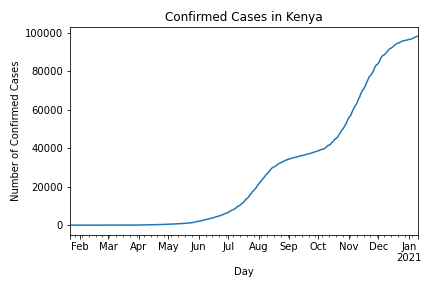 Confirmed Cases in Kenya
Number of Confirmed Cases
100000
80000
60000
40000
20000
0
Feb Mar Apr May Jun Jul Aug Sep Oct Nov Dec Jan
2021
Day